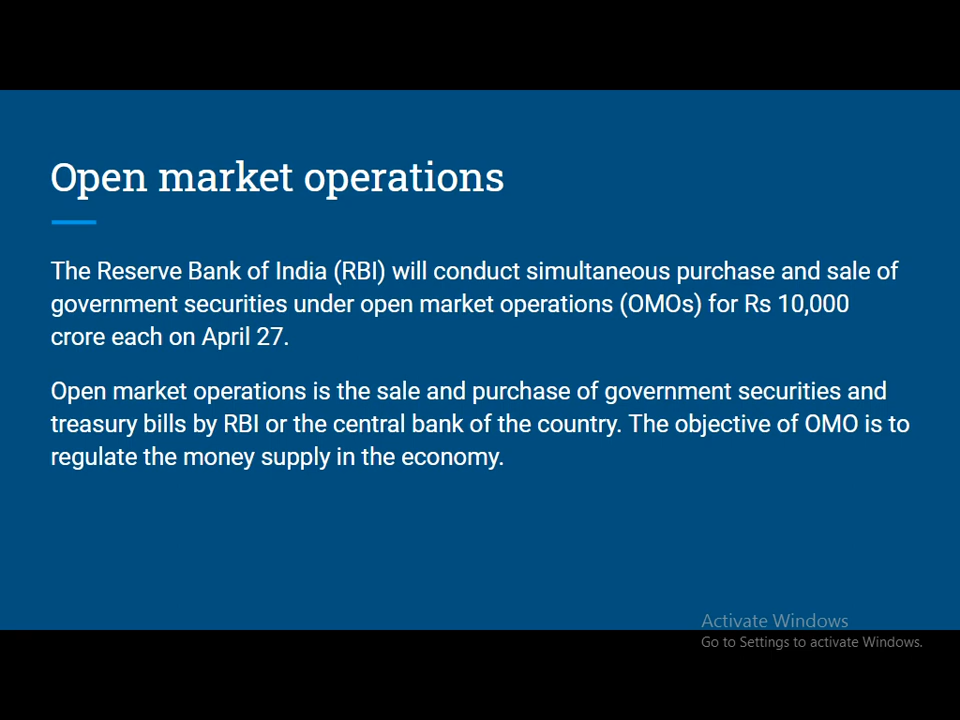 Open market operations
The Reserve Bank of India (RBI) will conduct simultaneous purchase and sale of
government securities under open market operations (OMOs) for Rs 10,000
crore each on April 27.
Open market operations is the sale and purchase of government securities and
treasury bills by RBI or the central bank of the country. The objective of OMO is to
regulate the money supply in the economy.
Activate Windows
Go to Settings to activate Windows.